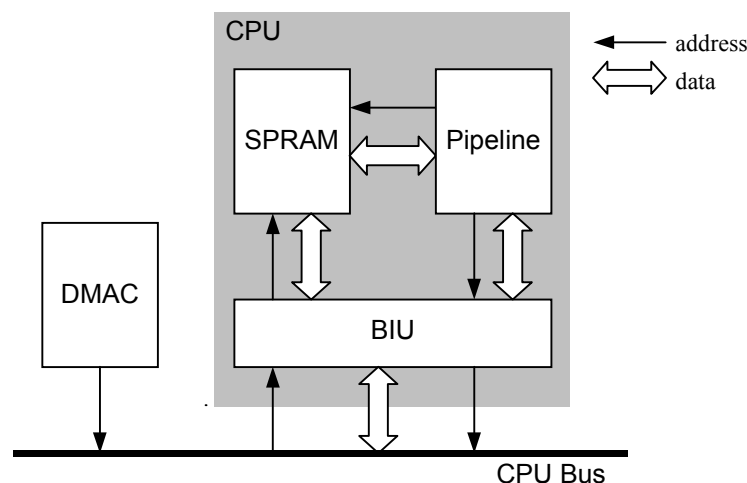 CPU
address
data
SPRAM
Pipeline
DMAC
BIU
CPU Bus